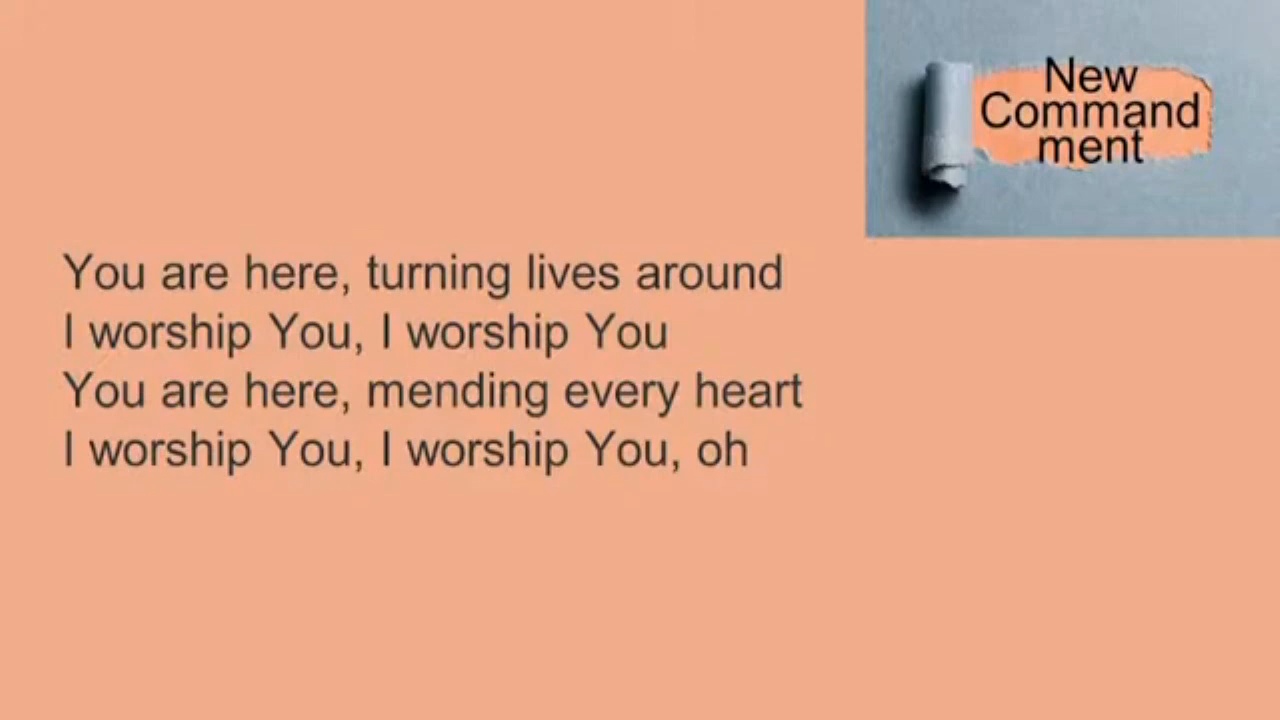 New
Command
ment
You are here, turning lives around
I worship You, I worship You
You are here, mending every heart
I worship You, I worship You, oh